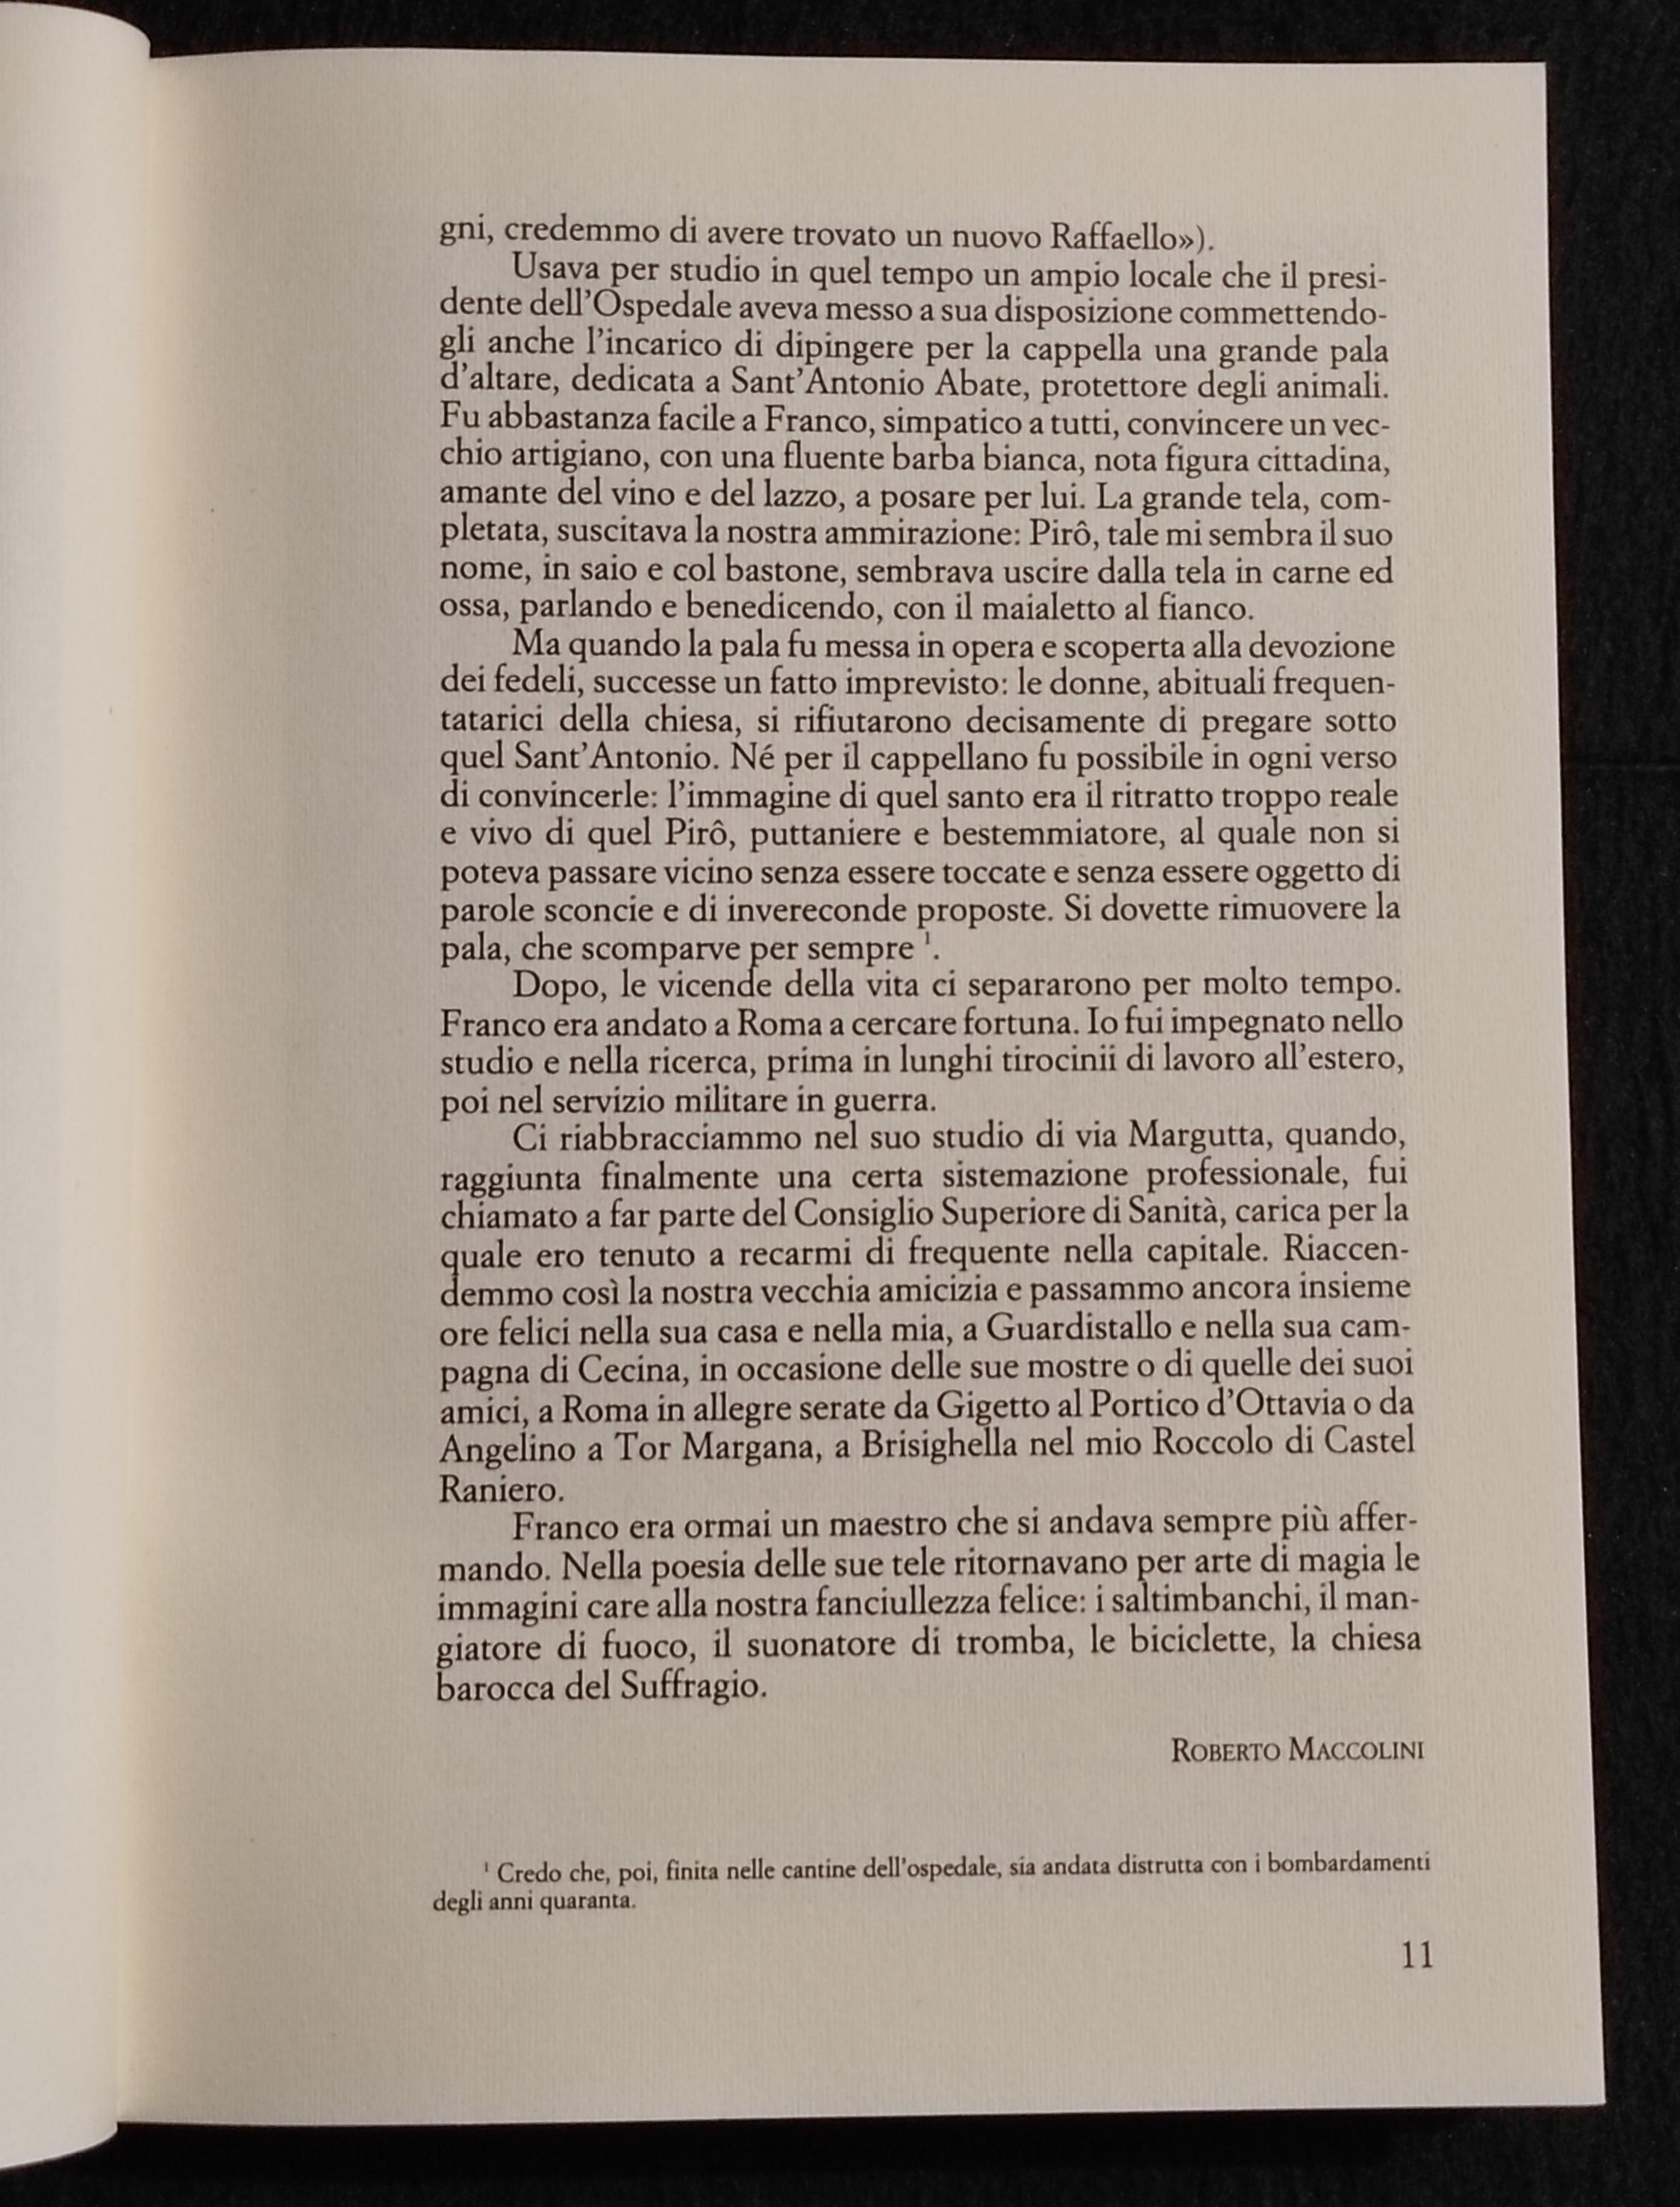 gni, credemmo di avere trovato un nuovo Raffaello»).
Usava per studio in quel tempo un ampio locale che il presi-
dente dell'Ospedale aveva messo a sua disposizione commettendo-
gli anche l'incarico di dipingere per la cappella una grande pala
d'altare, dedicata a Sant'Antonio Abate, protettore degli animali.
Fu abbastanza facile a Franco, simpatico a tutti, convincere un vec-
chio artigiano, con una fluente barba bianca, nota figura cittadina,
amante del vino e del lazzo, a posare per lui. La grande tela, com-
pletata, suscitava la nostra ammirazione: Pirô, tale mi sembra il suo
nome, in saio e col bastone, sembrava uscire dalla tela in carne ed
ossa, parlando e benedicendo, con il maialetto al fianco.
Ma quando la pala fu messa in opera e scoperta alla devozione
dei fedeli, successe un fatto imprevisto: le donne, abituali frequen-
tatarici della chiesa, si rifiutarono decisamente di pregare sotto
quel Sant'Antonio. Né per il cappellano fu possibile in ogni verso
di convincerle: l'immagine di quel santo era il ritratto troppo reale
e vivo di quel Pirô, puttaniere e bestemmiatore, al quale non si
poteva passare vicino senza essere toccate e senza essere oggetto di
parole sconcie e di invereconde proposte. Si dovette rimuovere la
pala, che scomparve per sempre ¹.
Dopo, le vicende della vita ci separarono per molto tempo.
Franco era andato a Roma a cercare fortuna. Io fui impegnato nello
studio e nella ricerca, prima in lunghi tirocinii di lavoro all'estero,
poi nel servizio militare in guerra.
Ci riabbracciammo nel suo studio di via Margutta, quando,
raggiunta finalmente una certa sistemazione professionale, fui
chiamato a far parte del Consiglio Superiore di Sanità, carica per la
quale ero tenuto a recarmi di frequente nella capitale. Riaccen-
demmo così la nostra vecchia amicizia e passammo ancora insieme
ore felici nella sua casa e nella mia, a Guardistallo e nella sua cam-
pagna di Cecina, in occasione delle sue mostre o di quelle dei suoi
amici, a Roma in allegre serate da Gigetto al Portico d'Ottavia o da
Angelino a Tor Margana, a Brisighella nel mio Roccolo di Castel
Raniero.
Franco era ormai un maestro che si andava sempre più affer-
mando. Nella poesia delle sue tele ritornavano per arte di magia le
immagini care alla nostra fanciullezza felice: i saltimbanchi, il man-
giatore di fuoco, il suonatore di tromba, le biciclette, la chiesa
barocca del Suffragio.
ROBERTO MACCOLINI
¹ Credo che, poi, finita nelle cantine dell'ospedale, sia andata distrutta con i bombardamenti
degli anni quaranta.
11